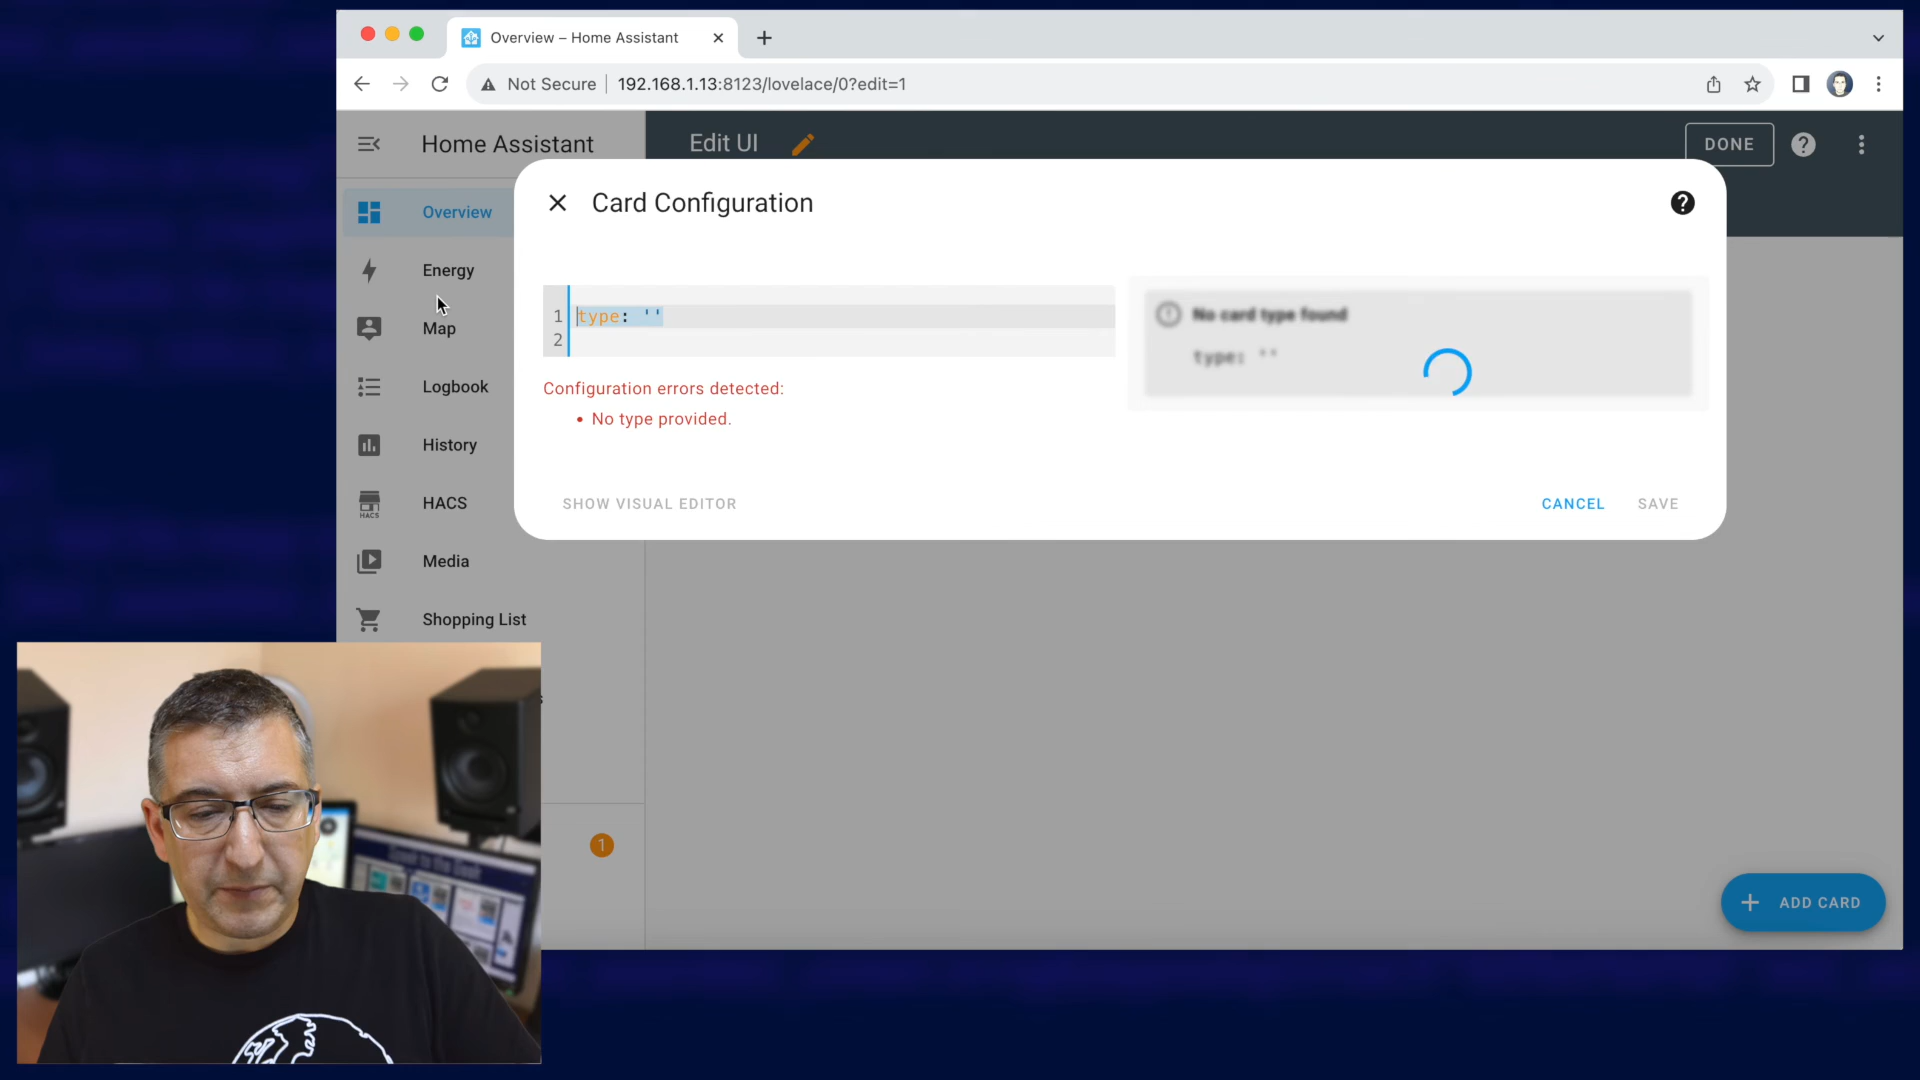 Overview – Home Assistant
Not Secure
192.168.1.13:8123/lovelace/0?edit=1
Home Assistant
Edit UI
DONE
Overview
Energy
Map
Logbook
History
HACS
HACS
Media
Shopping List
1
Card Configuration
1 type: ''
2
Configuration errors detected:
• No type provided.
No card type found
type: ''
SHOW VISUAL EDITOR
CANCEL
SAVE
ADD CARD